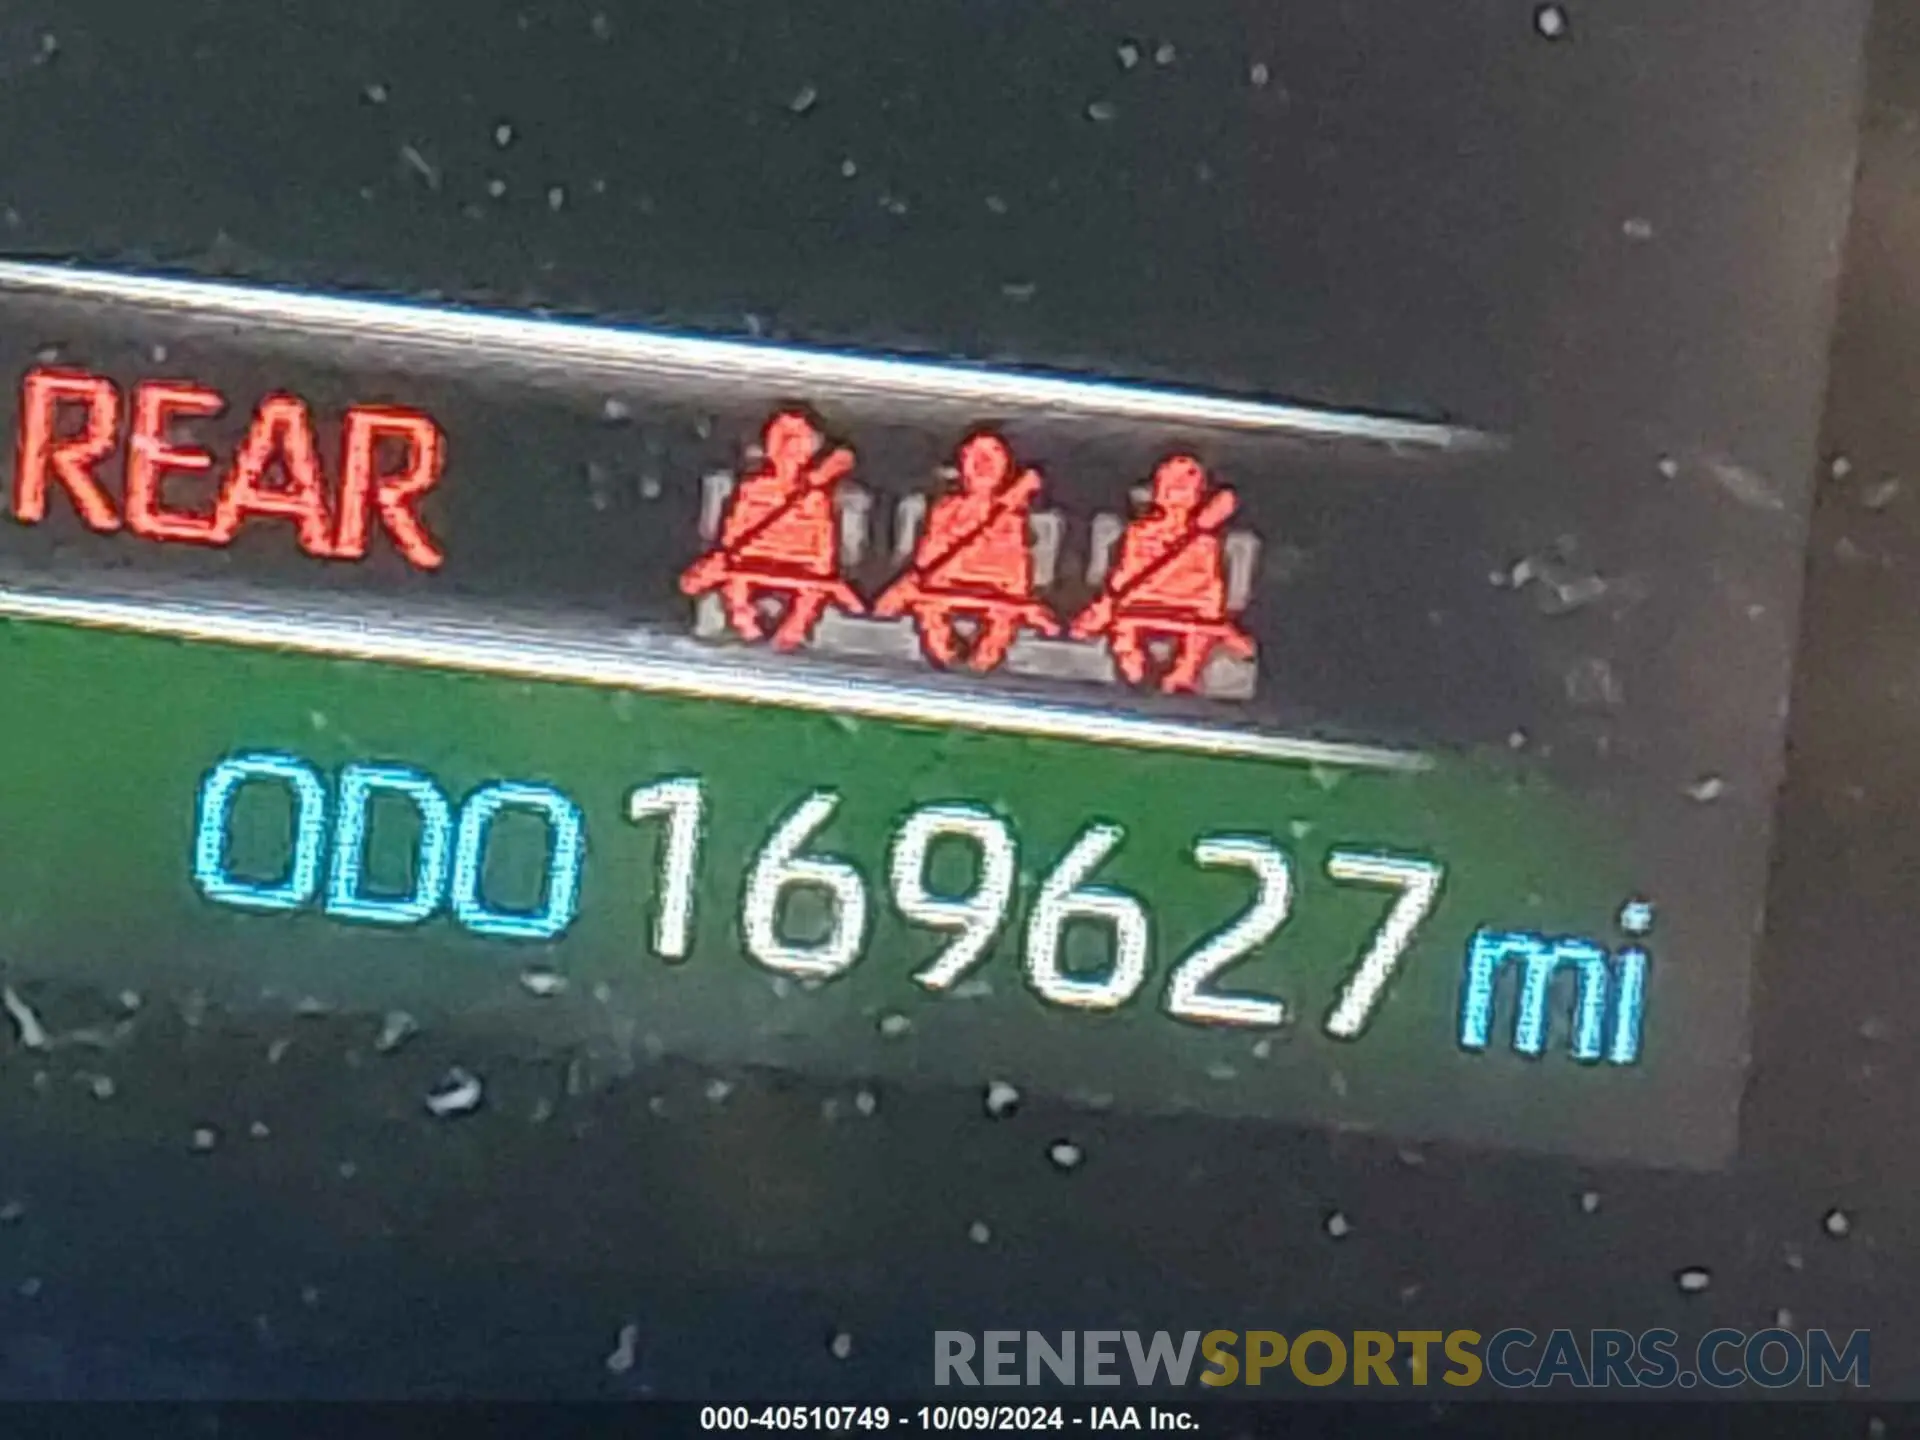 REAR
ODO 169627 mi
RENEWSPORTSCARS.COM
000-40510749 - 10/09/2024 - IAA Inc.